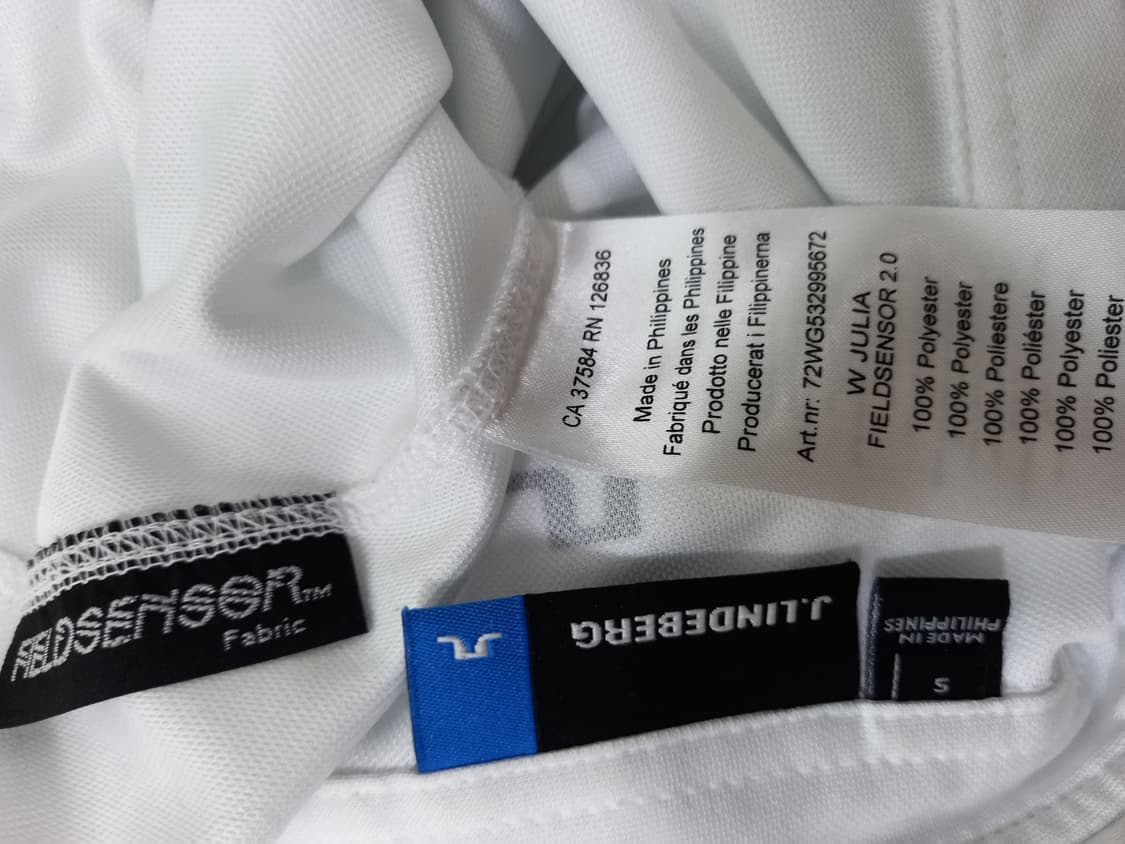 CA 37584 RN 126836
Made in Philippines
Fabriqué dans les Philippines
Prodotto nelle Filippine
Producerat i Filippinerna
Art.nr: 72WG532995672
W JULIA
FIELDSENSOR 2.0
100% Polyester
100% Polyester
100% Poliestere
100% Poliéster
100% Polyester
100% Poliester
FIELDSENSOR™
Fabric
J.LINDEBERG
S
MADE IN
PHILIPPINES